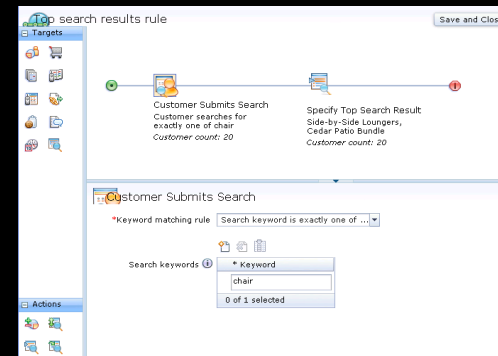 Top search results rule
Save and Clos
Targets
Customer Submits Search
Customer searches for
exactly one of chair
Customer count: 20
Specify Top Search Result
Side-by-Side Loungers,
Cedar Patio Bundle
Customer count: 20
Customer Submits Search
*Keyword matching rule
Search keyword is exactly one of ...
Search keywords
* Keyword
chair
0 of 1 selected
Actions